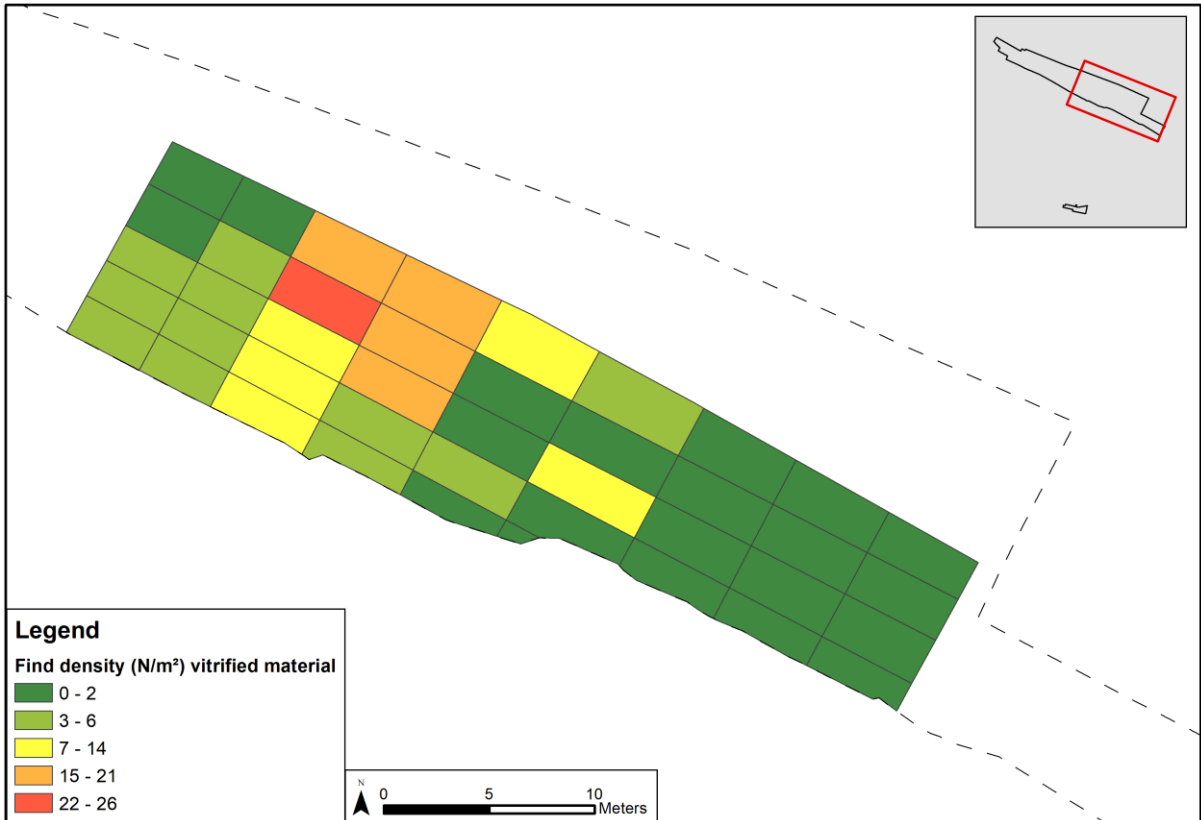 Legend
Find density (N/m²) vitrified material
0 - 2
3 - 6
7 - 14
15 - 21
22 - 26
N
0 5 10
Meters